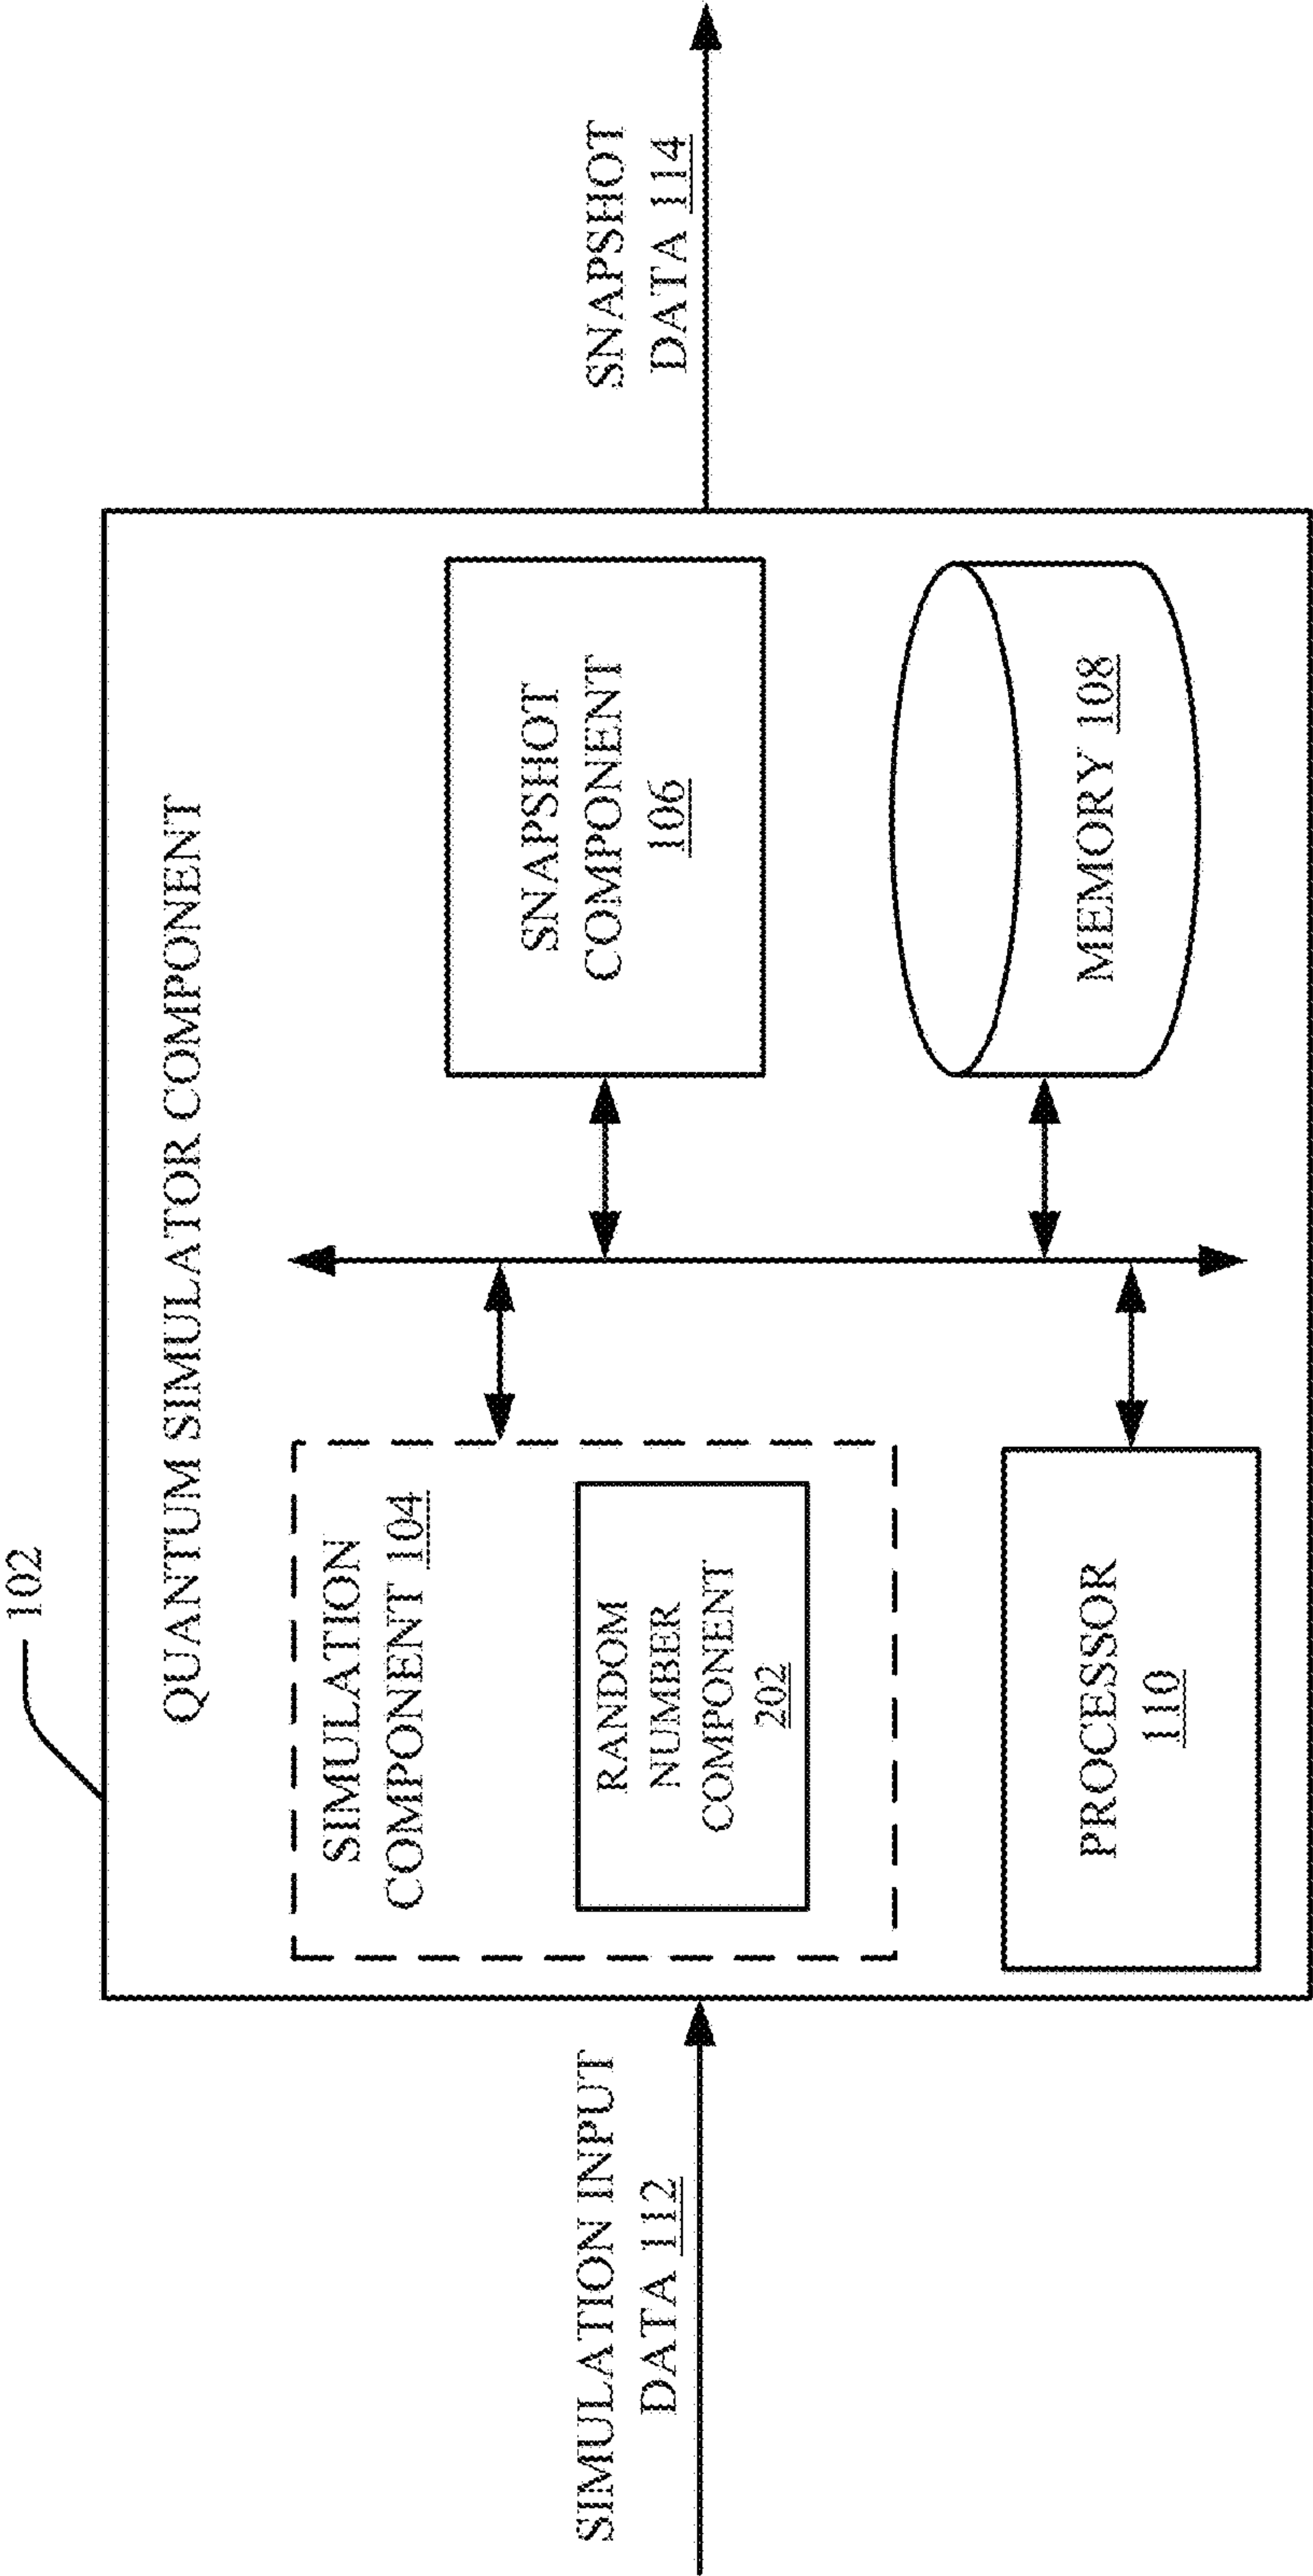 102
QUANTUM SIMULATOR COMPONENT
SIMULATION INPUT
DATA 112
SIMULATION
COMPONENT 104
RANDOM
NUMBER
COMPONENT
202
PROCESSOR
110
SNAPSHOT
COMPONENT
106
MEMORY 108
SNAPSHOT
DATA 114